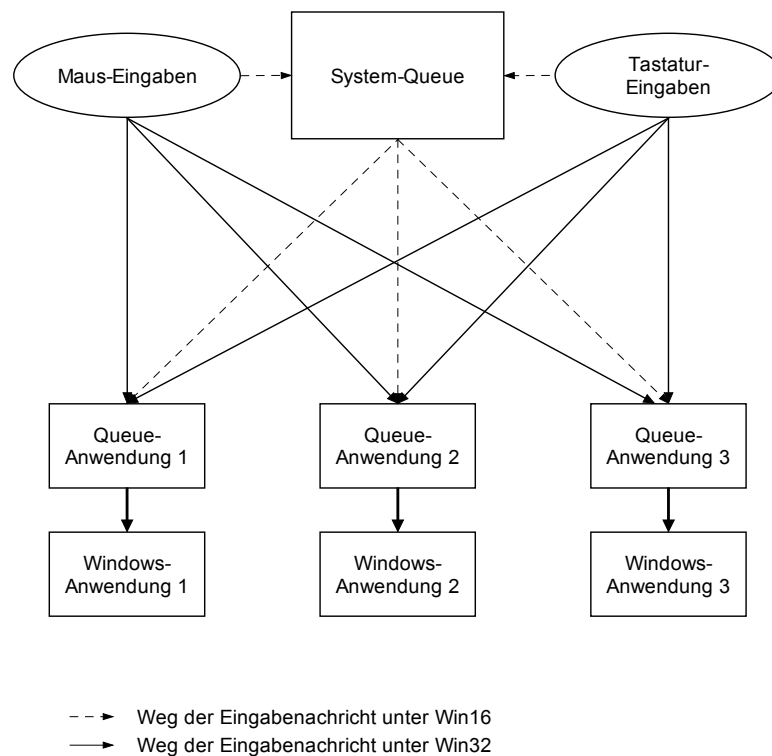 Maus-Eingaben
System-Queue
Tastatur-
Eingaben
Queue-
Anwendung 1
Queue-
Anwendung 2
Queue-
Anwendung 3
Windows-
Anwendung 1
Windows-
Anwendung 2
Windows-
Anwendung 3
Weg der Eingabenachricht unter Win16
Weg der Eingabenachricht unter Win32